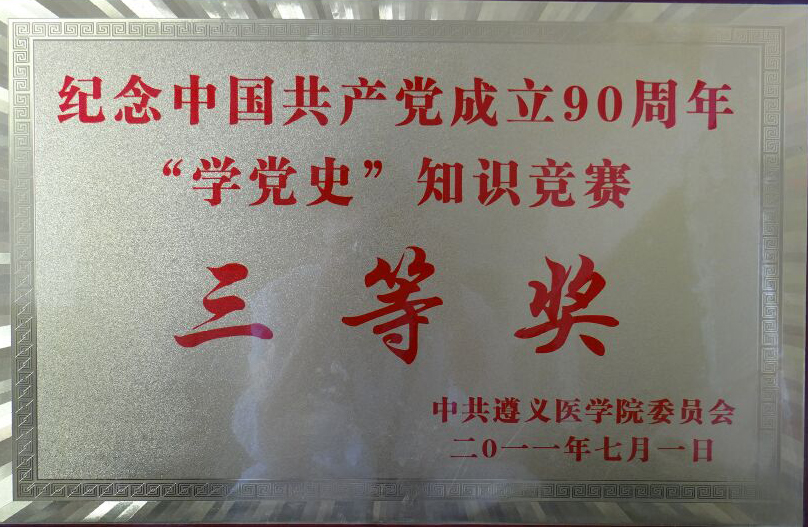 纪念中国共产党成立90周年
“学党史”知识竞赛
三等奖
中共遵义医学院委员会
二0一一年七月一日